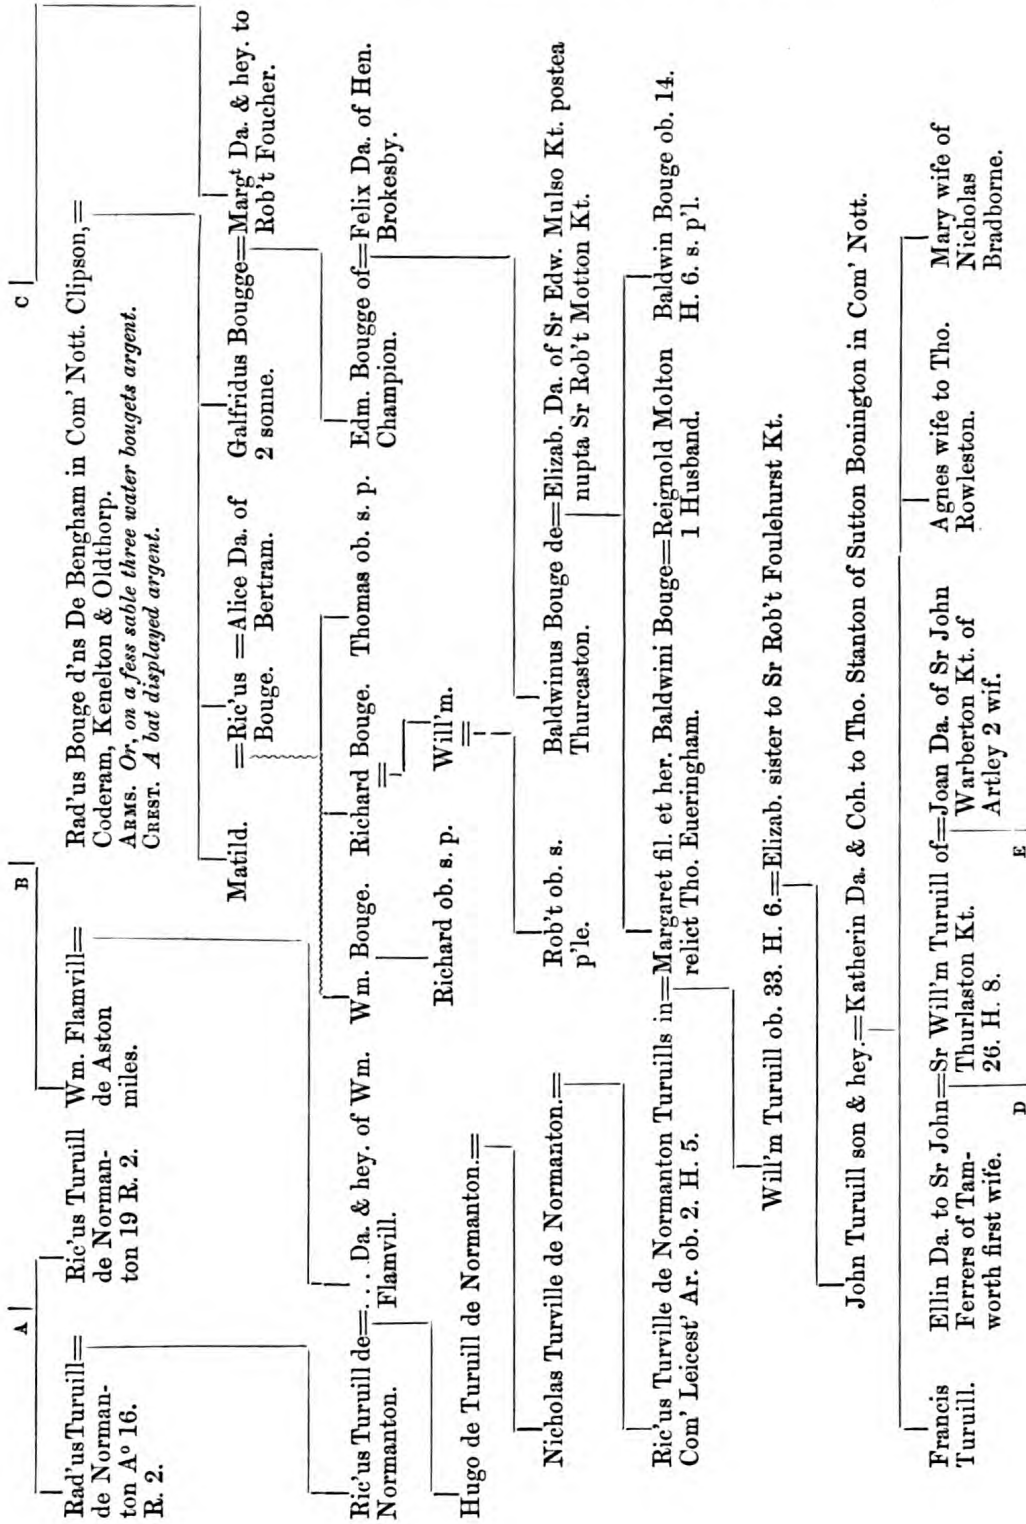 A
B
C
Rad'us Turuill=
de Norman-
ton Aº 16.
R. 2.
Ric'us Turuill
de Norman-
ton 19 R. 2.
Wm. Flamvill=
de Aston
miles.
Rad'us Bouge d'ns De Bengham in Com' Nott. Clipson,=
Coderam, Kenelton & Oldthorp.
ARMS. Or, on a fess sable three water bougets argent.
CREST. A bat displayed argent.
Matild.
=Ric'us =Alice Da. of
Bouge. Bertram.
Galfridus Bougge=Margt Da. & hey. to
2 sonne. Rob't Foucher.
Ric'us Turuill de=. . . Da. & hey. of Wm.
Normanton. Flamvill.
Wm. Bouge.
Richard Bouge.
=
Thomas ob. s. p.
Edm. Bougge of=Felix Da. of Hen.
Champion. Brokesby.
Hugo de Turuill de Normanton.=
Richard ob. s. p.
Will'm.
=
Nicholas Turville de Normanton.=
Rob't ob. s.
p'le.
Baldwinus Bouge de=Elizab. Da. of Sr Edw. Mulso Kt. postea
Thurcaston. nupta Sr Rob't Motton Kt.
Ric'us Turville de Normanton Turuills in=Margaret fil. et her. Baldwini Bouge=Reignold Molton
Com' Leicest' Ar. ob. 2. H. 5. relict Tho. Eueringham. 1 Husband.
Baldwin Bouge ob. 14.
H. 6. s. p'l.
Will'm Turuill ob. 33. H. 6.=Elizab. sister to Sr Rob't Foulehurst Kt.
John Turuill son & hey.=Katherin Da. & Coh. to Tho. Stanton of Sutton Bonington in Com' Nott.
Francis
Turuill.
Ellin Da. to Sr John=Sr Will'm Turuill of=Joan Da. of Sr John
Ferrers of Tam- Thurlaston Kt. Warberton Kt. of
worth first wife. 26. H. 8. Artley 2 wif.
Agnes wife to Tho.
Rowleston.
Mary wife of
Nicholas
Bradborne.
D
E